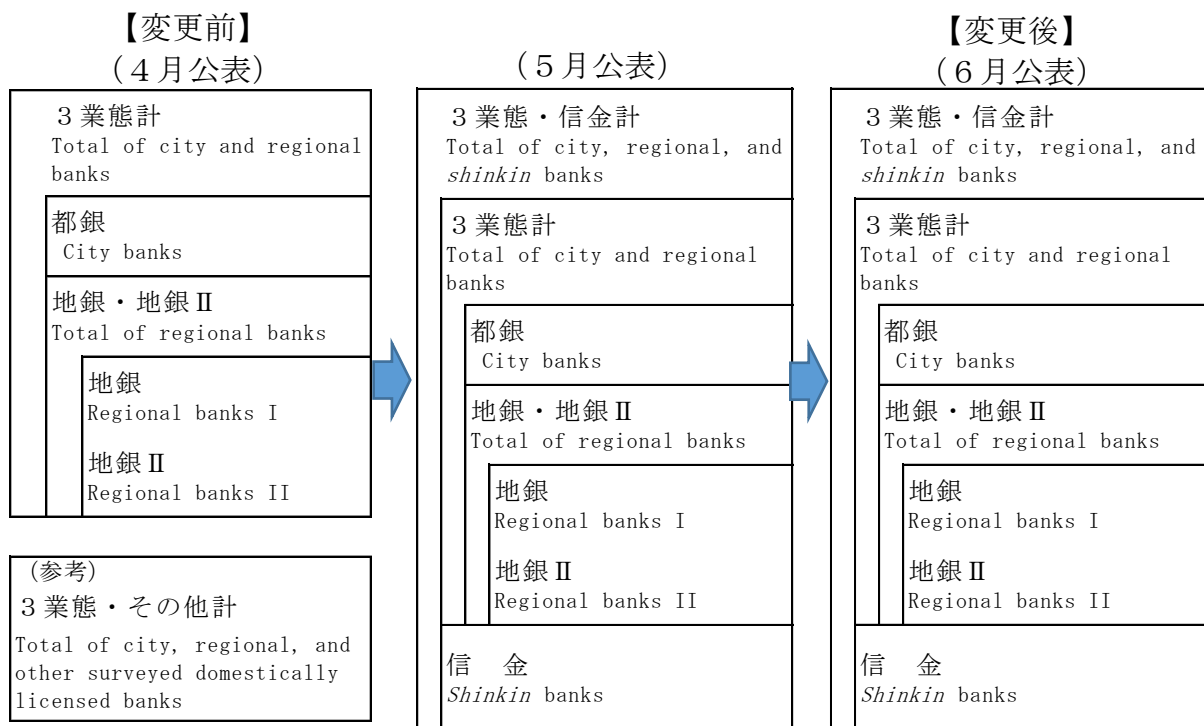 【変更前】
(４月公表)
３業態計
Total of city and regional
banks
都銀
City banks
地銀・地銀Ⅱ
Total of regional banks
地銀
Regional banks I
地銀Ⅱ
Regional banks II
(参考)
３業態・その他計
Total of city, regional, and
other surveyed domestically
licensed banks
(５月公表)
３業態・信金計
Total of city, regional, and
shinkin banks
３業態計
Total of city and regional
banks
都銀
City banks
地銀・地銀Ⅱ
Total of regional banks
地銀
Regional banks I
地銀Ⅱ
Regional banks II
信　金
Shinkin banks
【変更後】
(６月公表)
３業態・信金計
Total of city, regional, and
shinkin banks
３業態計
Total of city and regional
banks
都銀
City banks
地銀・地銀Ⅱ
Total of regional banks
地銀
Regional banks I
地銀Ⅱ
Regional banks II
信　金
Shinkin banks